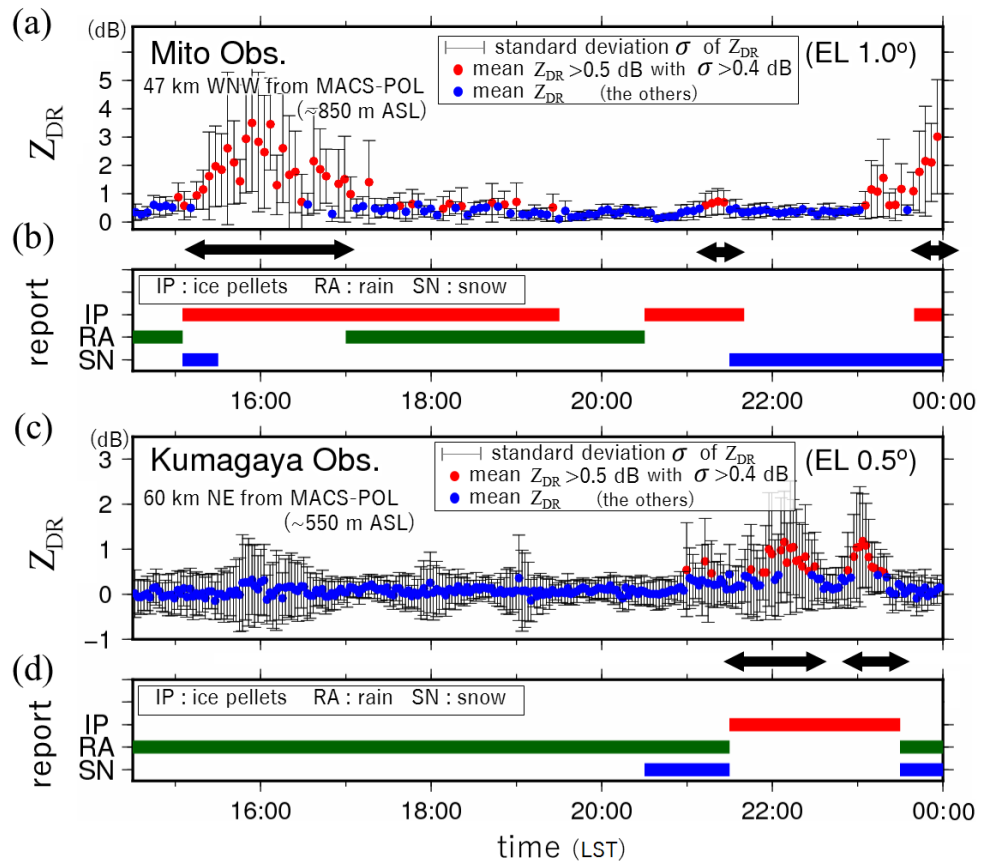 (a)
(dB)
Mito Obs.
47 km WNW from MACS-POL
(~850 m ASL)
standard deviation σ of ZDR
mean ZDR >0.5 dB with σ >0.4 dB
mean ZDR (the others)
(EL 1.0º)
ZDR
6
5
4
3
2
1
0
(b)
IP : ice pellets RA : rain SN : snow
report
IP
RA
SN
16:00 18:00 20:00 22:00 00:00
(c)
(dB)
Kumagaya Obs.
60 km NE from MACS-POL
(~550 m ASL)
standard deviation σ of ZDR
mean ZDR >0.5 dB with σ >0.4 dB
mean ZDR (the others)
(EL 0.5º)
ZDR
3
2
1
0
−1
(d)
IP : ice pellets RA : rain SN : snow
report
IP
RA
SN
16:00 18:00 20:00 22:00 00:00
time (LST)